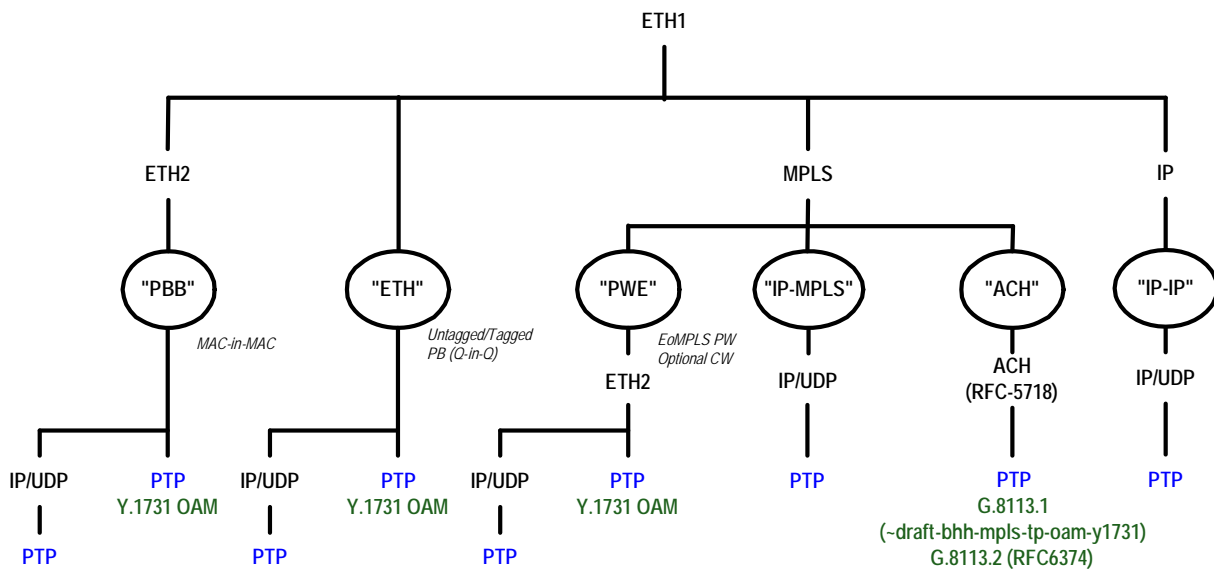 ETH1
ETH2
MPLS
IP
"PBB"
"ETH"
"PWE"
"IP-MPLS"
"ACH"
"IP-IP"
MAC-in-MAC
Untagged/Tagged
PB (Q-in-Q)
EoMPLS PW
Optional CW
ETH2
IP/UDP
ACH
(RFC-5718)
IP/UDP
IP/UDP
PTP
Y.1731 OAM
IP/UDP
PTP
Y.1731 OAM
IP/UDP
PTP
Y.1731 OAM
PTP
PTP
G.8113.1
(~draft-bhh-mpls-tp-oam-y1731)
G.8113.2 (RFC6374)
PTP
PTP
PTP
PTP